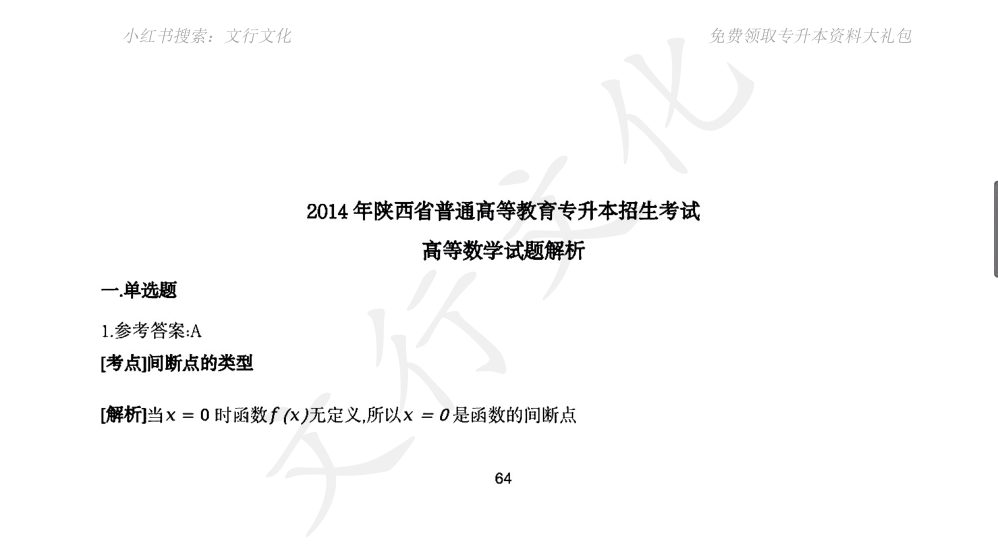 小红书搜索：文行文化
免费领取专升本资料大礼包
2014 年陕西省普通高等教育专升本招生考试
高等数学试题解析
一.单选题
1.参考答案:A
[考点]间断点的类型
[解析]当x = 0 时函数f (x)无定义,所以x = 0 是函数的间断点
64
文行文化